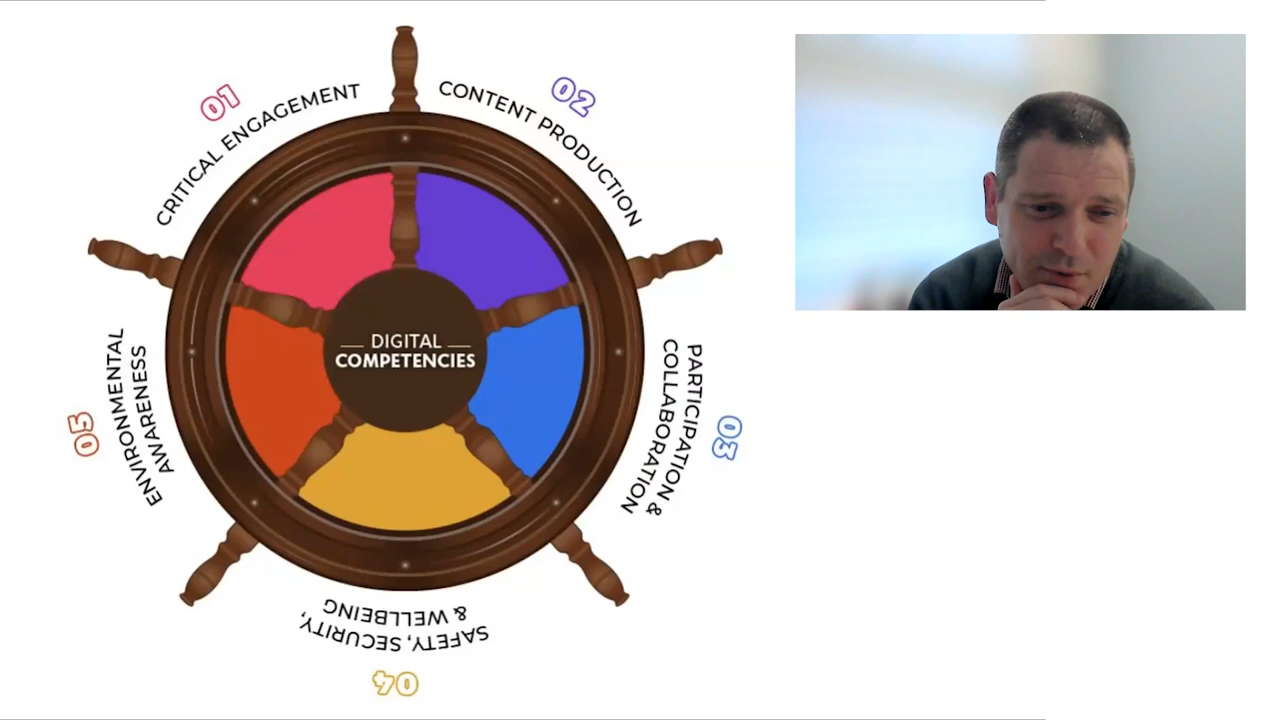 01
CRITICAL ENGAGEMENT
02
CONTENT PRODUCTION
03
PARTICIPATION &
COLLABORATION
04
SAFETY, SECURITY,
& WELLBEING
05
ENVIRONMENTAL
AWARENESS
DIGITAL
COMPETENCIES